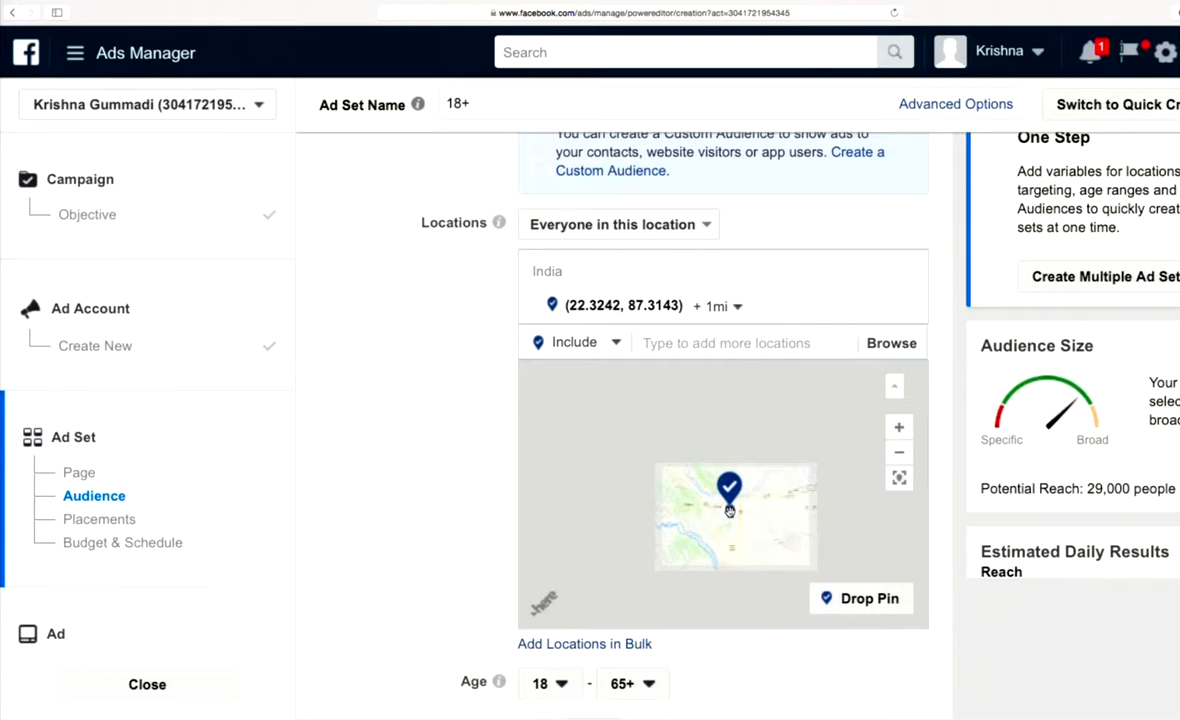 www.facebook.com/ads/manage/powereditor/creation?act=3041721954345
Ads Manager
Search
Krishna
1
Krishna Gummadi (304172195...
Ad Set Name
18+
Advanced Options
Switch to Quick Cr
Campaign
Objective
Ad Account
Create New
Ad Set
Page
Audience
Placements
Budget & Schedule
Ad
Close
You can create a Custom Audience to show ads to
your contacts, website visitors or app users. Create a
Custom Audience.
Locations
Everyone in this location
India
(22.3242, 87.3143) + 1mi
Include
Type to add more locations
Browse
here
Drop Pin
Add Locations in Bulk
Age
18 - 65+
One Step
Add variables for locations
targeting, age ranges and
Audiences to quickly creat
sets at one time.
Create Multiple Ad Set
Audience Size
Your
selec
broad
Specific
Broad
Potential Reach: 29,000 people
Estimated Daily Results
Reach